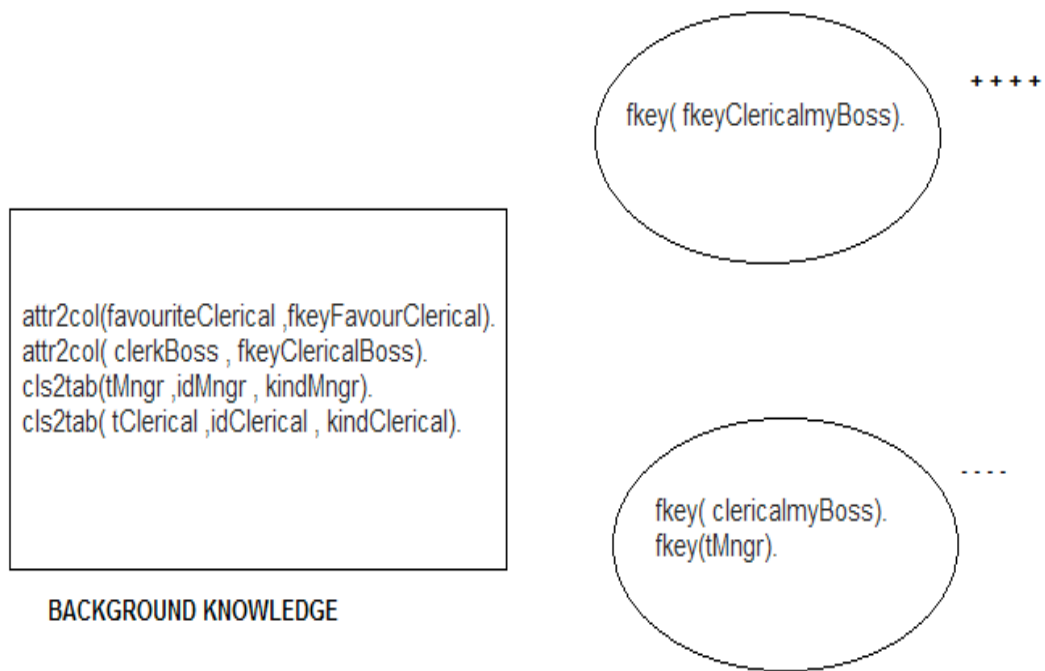 fkey( fkeyClericalmyBoss).
+ + + +
attr2col(favouriteClerical ,fkeyFavourClerical).
attr2col( clerkBoss , fkeyClericalBoss).
cls2tab(tMngr ,idMngr , kindMngr).
cls2tab( tClerical ,idClerical , kindClerical).
- - - -
fkey( clericalmyBoss).
fkey(tMngr).
BACKGROUND KNOWLEDGE